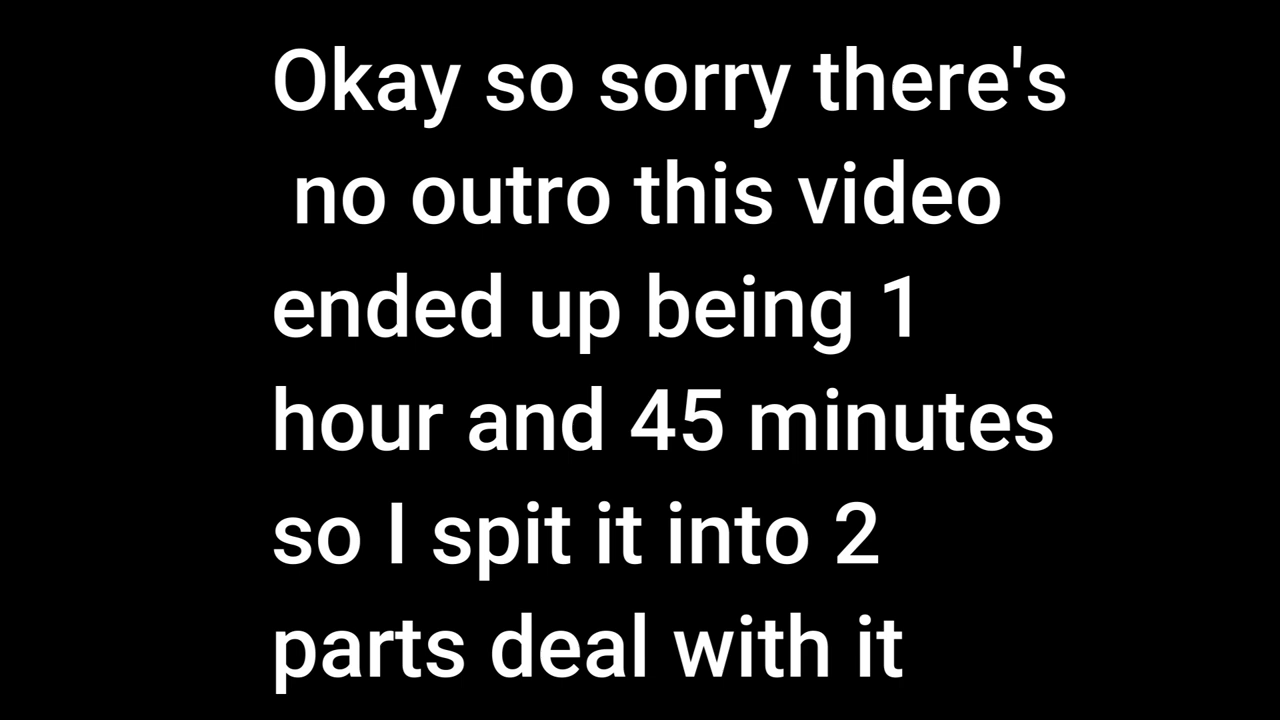 Okay so sorry there's
no outro this video
ended up being 1
hour and 45 minutes
so I spit it into 2
parts deal with it